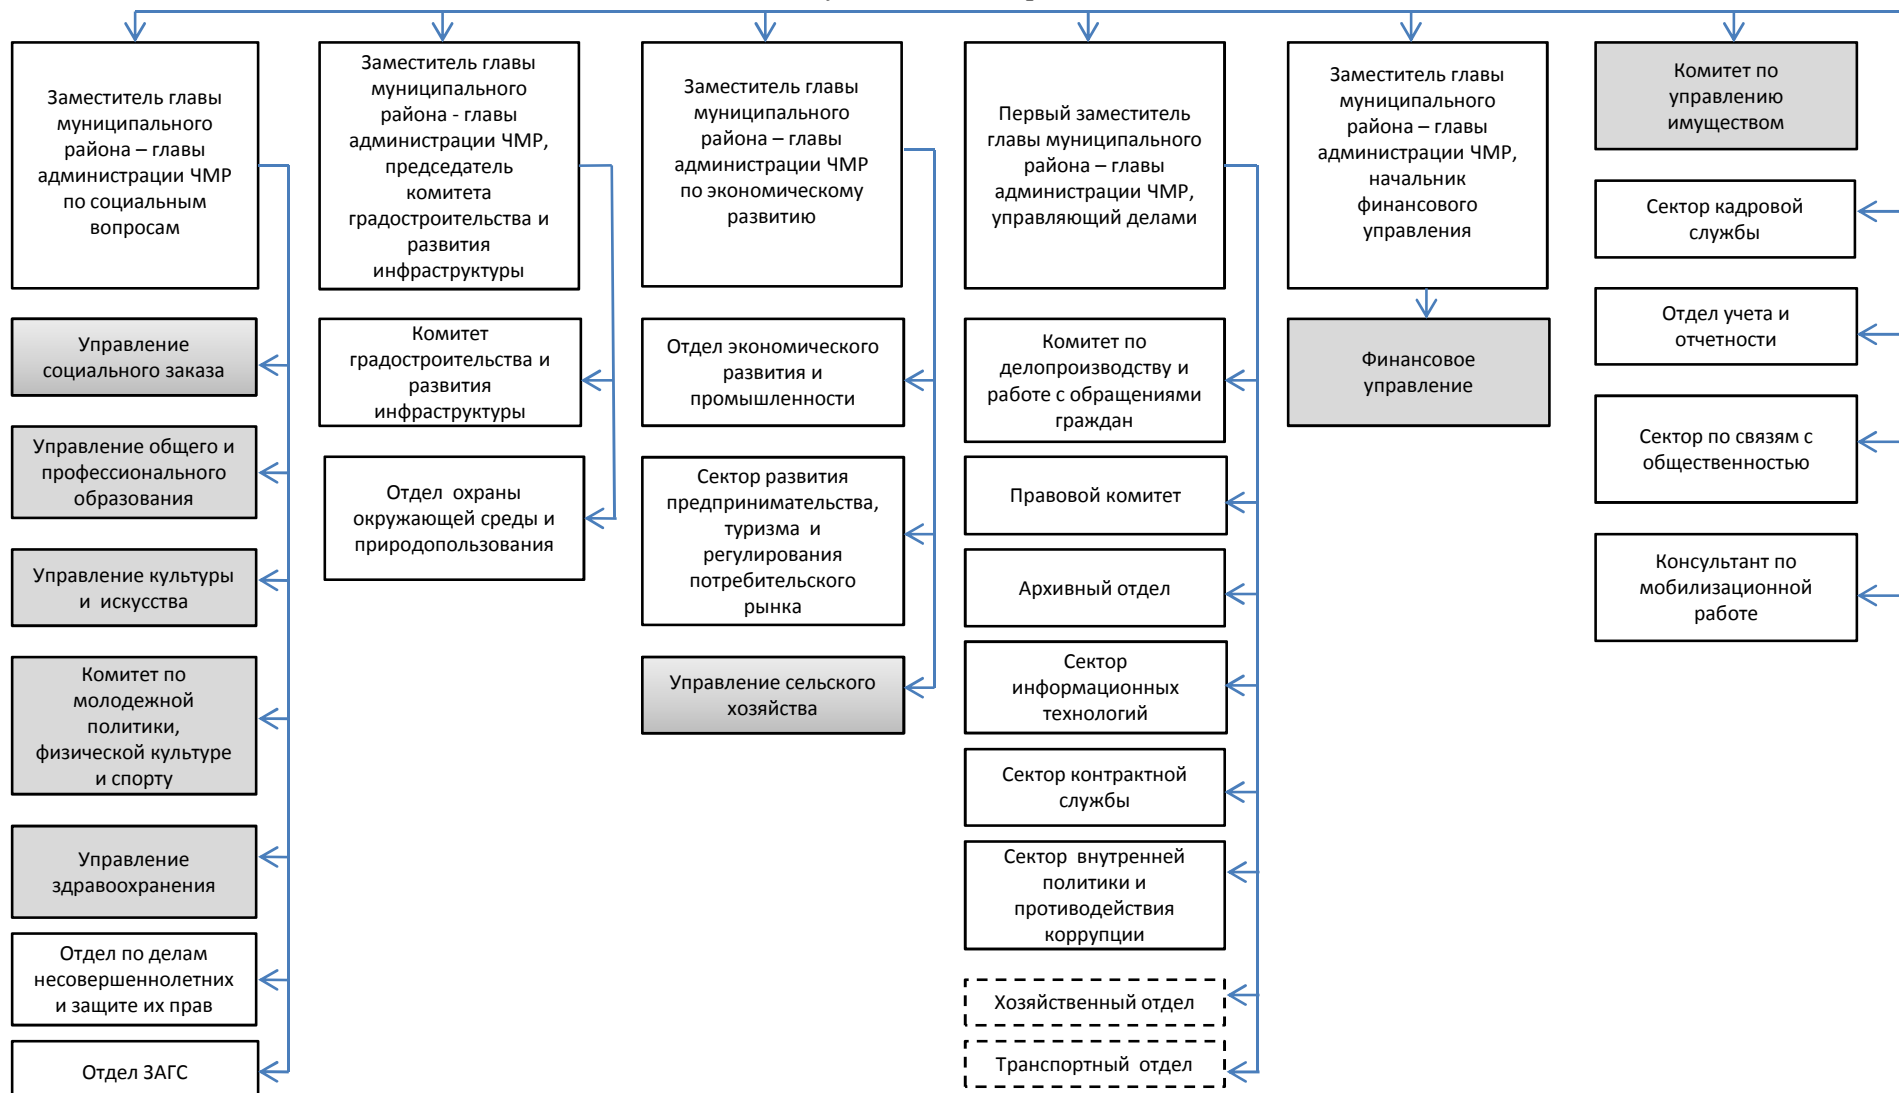 Заместитель главы
муниципального
района – главы
администрации ЧМР
по социальным
вопросам
Управление
социального заказа
Управление общего и
профессионального
образования
Управление культуры
и искусства
Комитет по
молодежной
политики,
физической культуре
и спорту
Управление
здравоохранения
Отдел по делам
несовершеннолетних
и защите их прав
Отдел ЗАГС
Заместитель главы
муниципального
района - главы
администрации ЧМР,
председатель
комитета
градостроительства и
развития
инфраструктуры
Комитет
градостроительства и
развития
инфраструктуры
Отдел охраны
окружающей среды и
природопользования
Заместитель главы
муниципального
района – главы
администрации ЧМР
по экономическому
развитию
Отдел экономического
развития и
промышленности
Сектор развития
предпринимательства,
туризма и
регулирования
потребительского
рынка
Управление сельского
хозяйства
Первый заместитель
главы муниципального
района – главы
администрации ЧМР,
управляющий делами
Комитет по
делопроизводству и
работе с обращениями
граждан
Правовой комитет
Архивный отдел
Сектор
информационных
технологий
Сектор контрактной
службы
Сектор внутренней
политики и
противодействия
коррупции
Хозяйственный отдел
Транспортный отдел
Заместитель главы
муниципального
района – главы
администрации ЧМР,
начальник
финансового
управления
Финансовое
управление
Комитет по
управлению
имуществом
Сектор кадровой
службы
Отдел учета и
отчетности
Сектор по связям с
общественностью
Консультант по
мобилизационной
работе